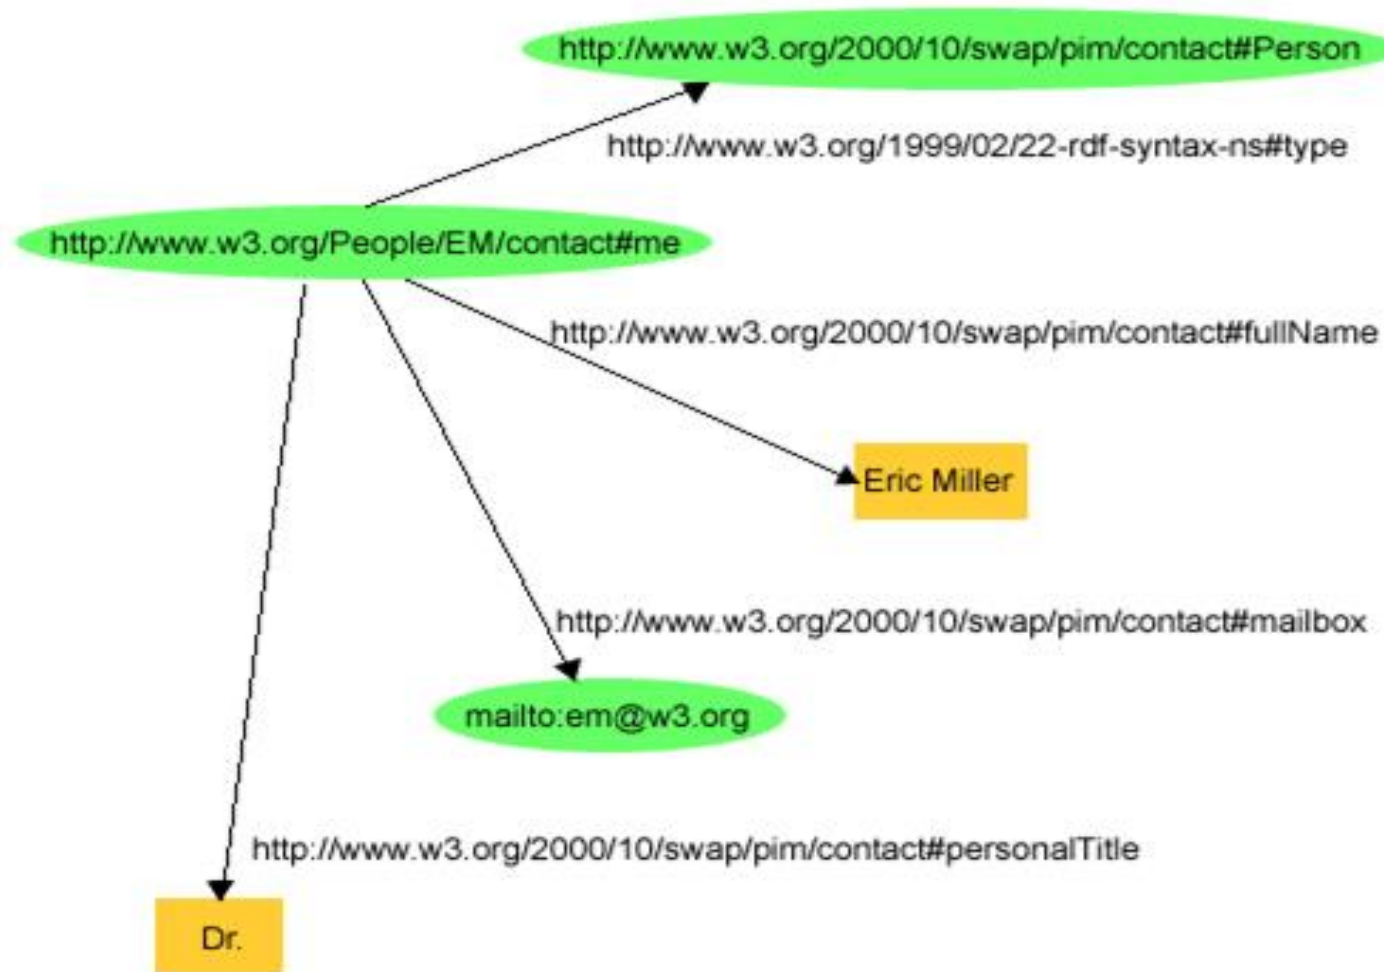 http://www.w3.org/2000/10/swap/pim/contact#Person
http://www.w3.org/1999/02/22-rdf-syntax-ns#type
http://www.w3.org/People/EM/contact#me
http://www.w3.org/2000/10/swap/pim/contact#fullName
Eric Miller
http://www.w3.org/2000/10/swap/pim/contact#mailbox
mailto:em@w3.org
http://www.w3.org/2000/10/swap/pim/contact#personalTitle
Dr.